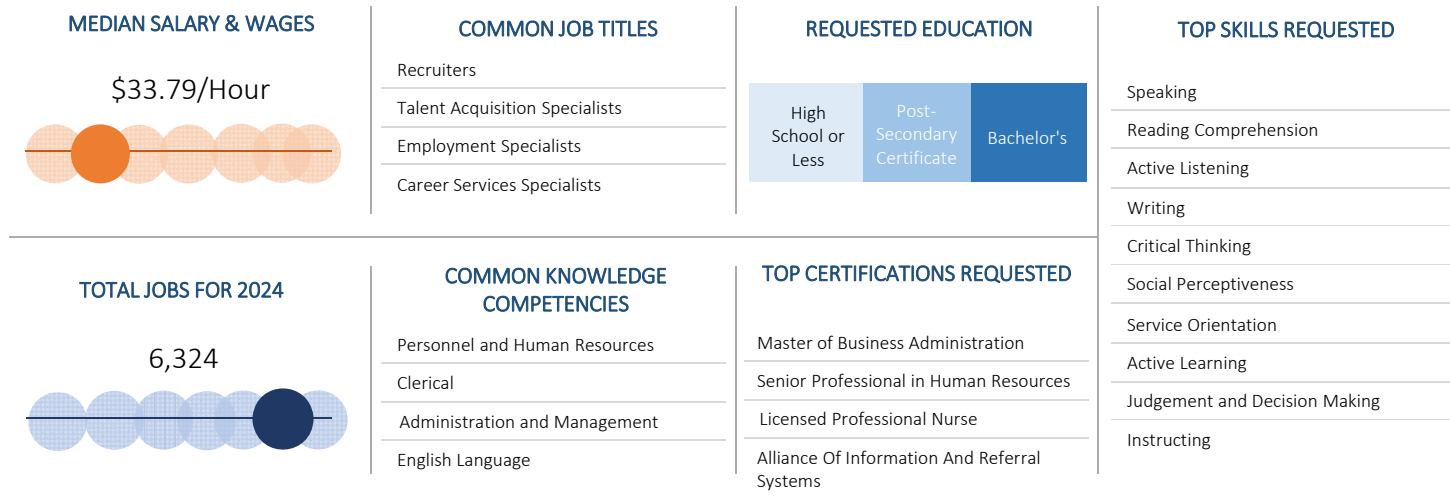 MEDIAN SALARY & WAGES
$33.79/Hour
COMMON JOB TITLES
Recruiters
Talent Acquisition Specialists
Employment Specialists
Career Services Specialists
REQUESTED EDUCATION
High
School or
Less
Post-
Secondary
Certificate
Bachelor's
TOTAL JOBS FOR 2024
6,324
COMMON KNOWLEDGE
COMPETENCIES
Personnel and Human Resources
Clerical
Administration and Management
English Language
TOP CERTIFICATIONS REQUESTED
Master of Business Administration
Senior Professional in Human Resources
Licensed Professional Nurse
Alliance Of Information And Referral
Systems
TOP SKILLS REQUESTED
Speaking
Reading Comprehension
Active Listening
Writing
Critical Thinking
Social Perceptiveness
Service Orientation
Active Learning
Judgement and Decision Making
Instructing